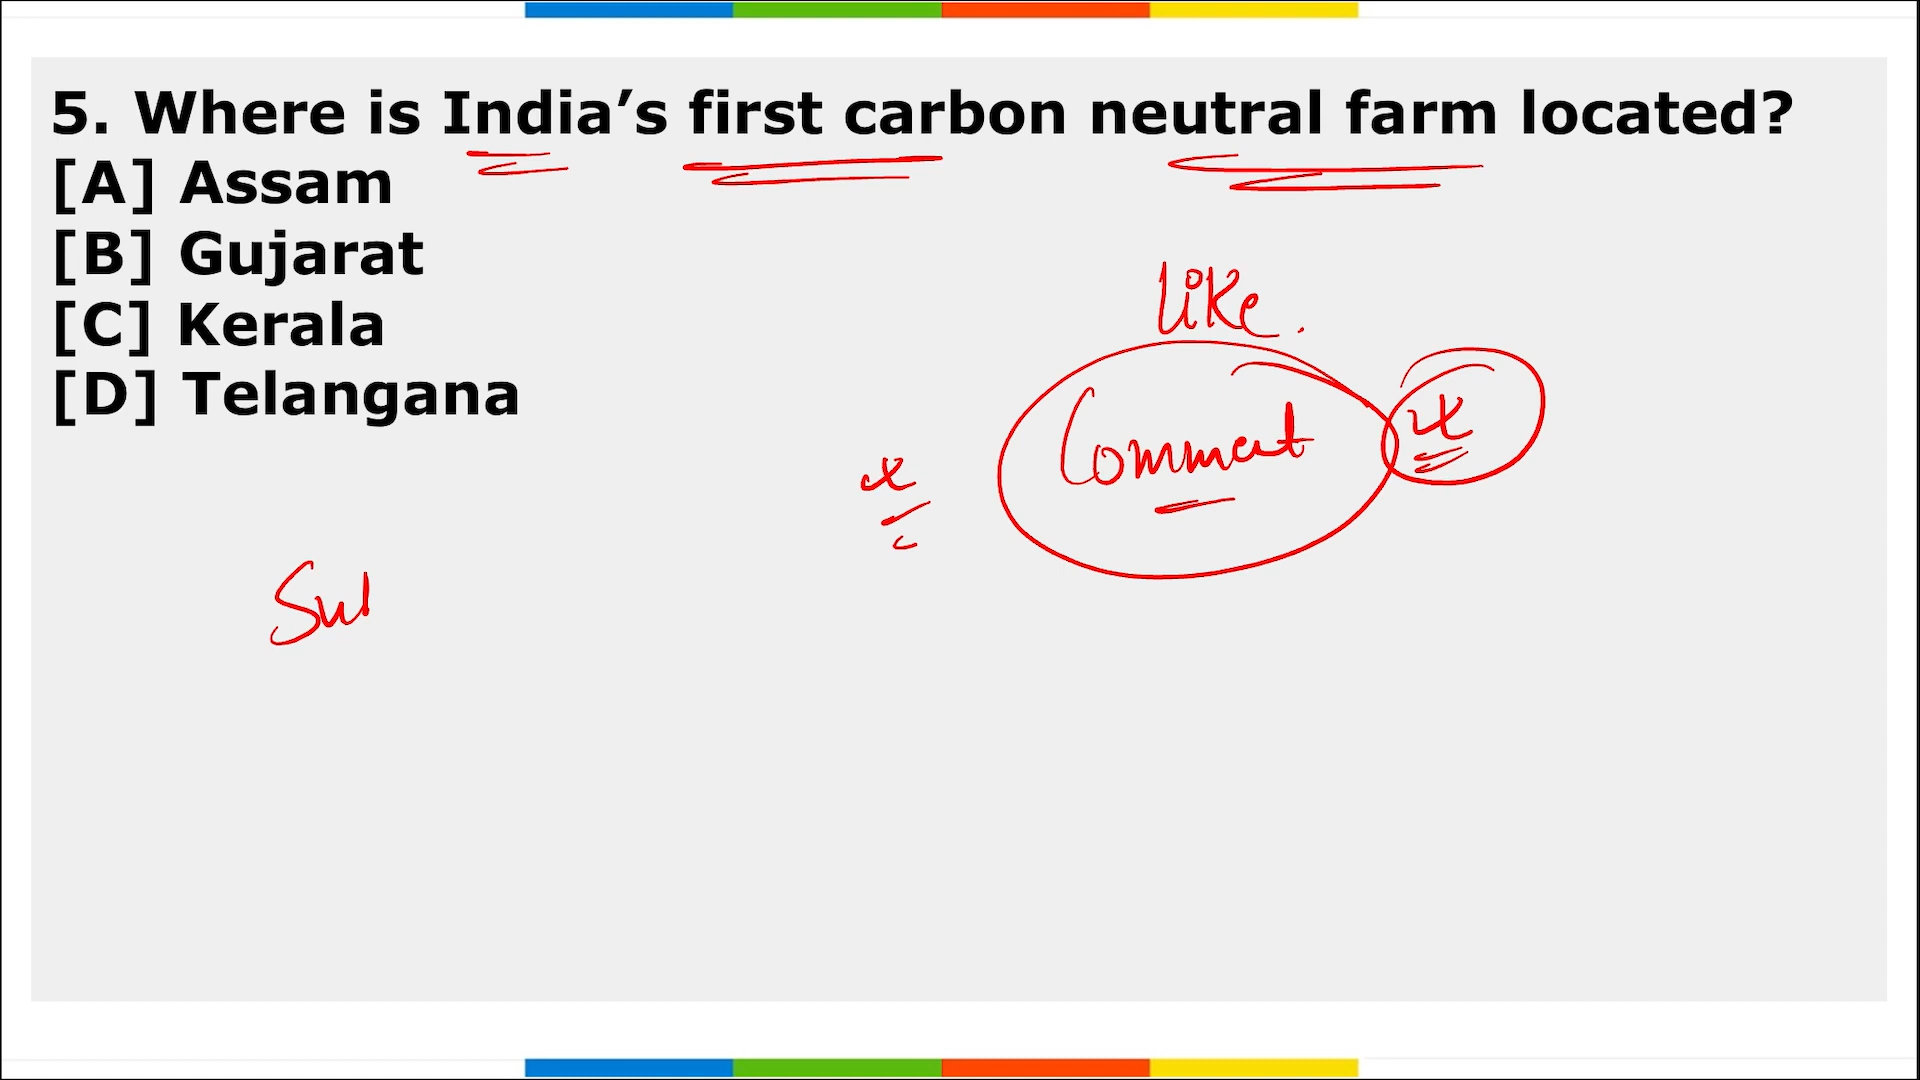 5. Where is India’s first carbon neutral farm located?
[A] Assam
[B] Gujarat
[C] Kerala
[D] Telangana
Like.
Comment